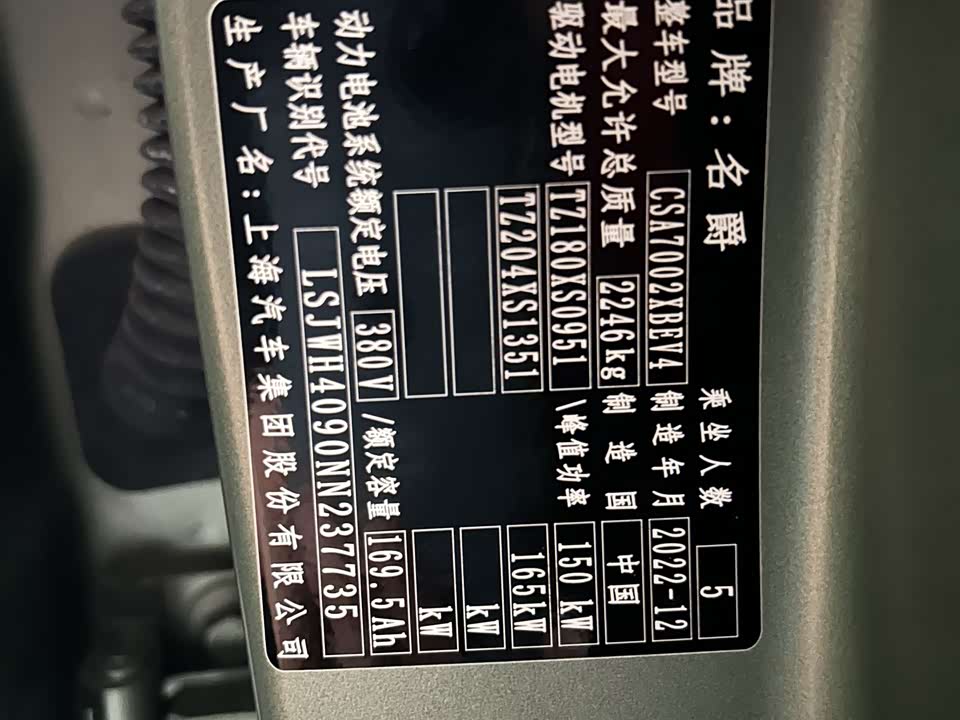 品牌:名爵 乘坐人数 5
整车型号 CSA7002XBEV4 制造年月 2022-12
最大允许总质量 2246kg 制造国 中国
驱动电机型号 TZ180XS0951 \峰值功率 150kW
TZ204XS1351 165kW
kW
kW
动力电池系统额定电压 380V /额定容量 169.5Ah
车辆识别代号 LSJWH4090NN237735
生产厂名:上海汽车集团股份有限公司